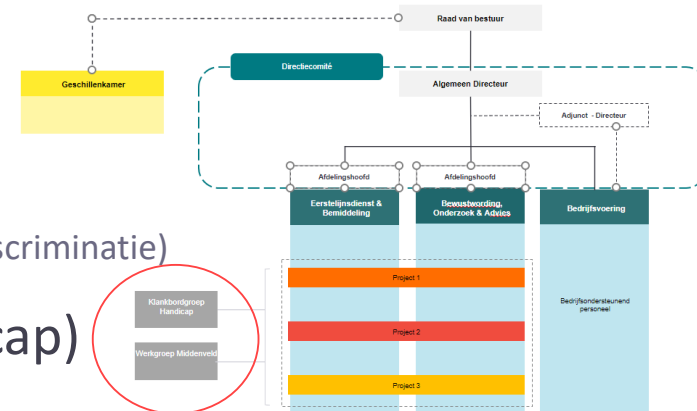 Raad van bestuur
Directiecomité
Geschillenkamer
Algemeen Directeur
Adjunct - Directeur
Afdelingshoofd
Afdelingshoofd
Eerstelijnsdienst &
Bemiddeling
Bewustwording,
Onderzoek & Advies
Bedrijfsvoering
scriminatie)
Project 1
Klankbordgroep
Handicap
Bedrijfsondersteunend
personeel
cap)
Project 2
Werkgroep Middenveld
Project 3